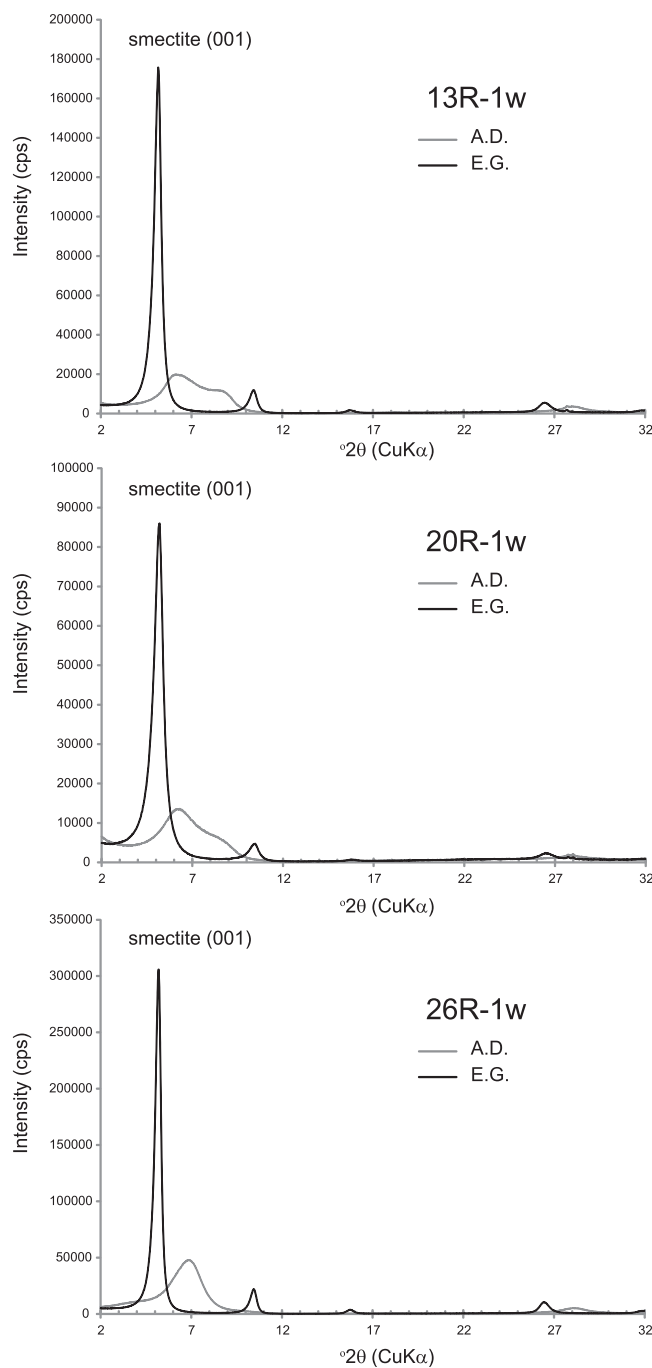 200000
smectite (001)
180000
160000
13R-1w
A.D.
140000
E.G.
120000
Intensity (cps)
100000
80000
60000
40000
20000
0
2 7 12 17 22 27 32
°2θ (CuKα)
100000
smectite (001)
90000
80000
20R-1w
A.D.
70000
E.G.
60000
Intensity (cps)
50000
40000
30000
20000
10000
0
2 7 12 17 22 27 32
°2θ (CuKα)
350000
smectite (001)
300000
26R-1w
A.D.
250000
E.G.
200000
Intensity (cps)
150000
100000
50000
0
2 7 12 17 22 27 32
°2θ (CuKα)